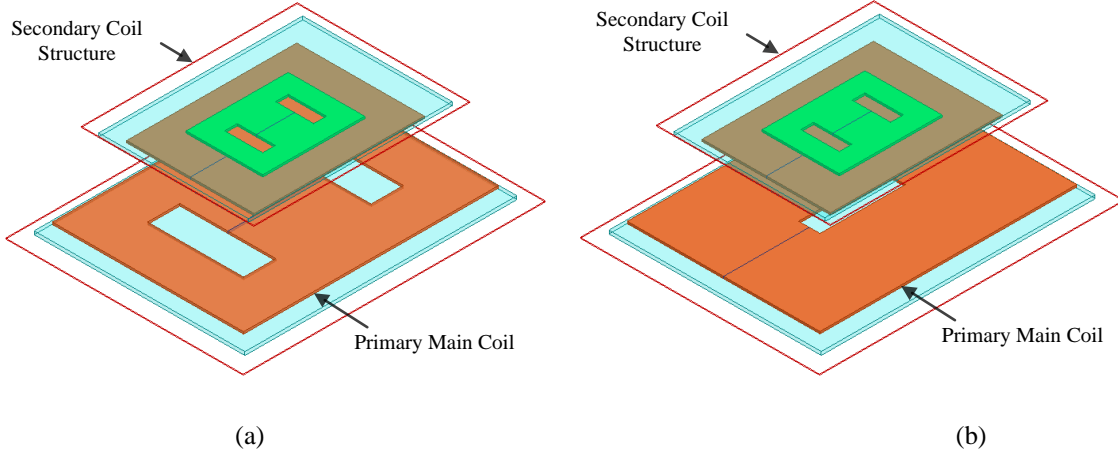 Secondary Coil
Structure
Primary Main Coil
(a)
Secondary Coil
Structure
Primary Main Coil
(b)